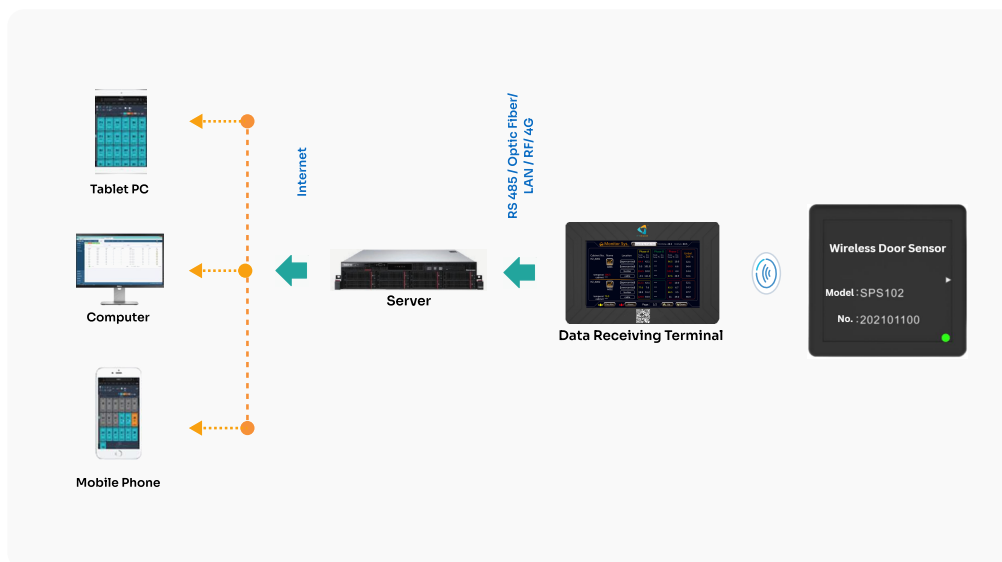 Tablet PC
Internet
RS 485 / Optic Fiber/
LAN / RF/ 4G
Wireless Door Sensor
Model : SPS102
No. : 202101100
Server
Computer
Data Receiving Terminal
Mobile Phone